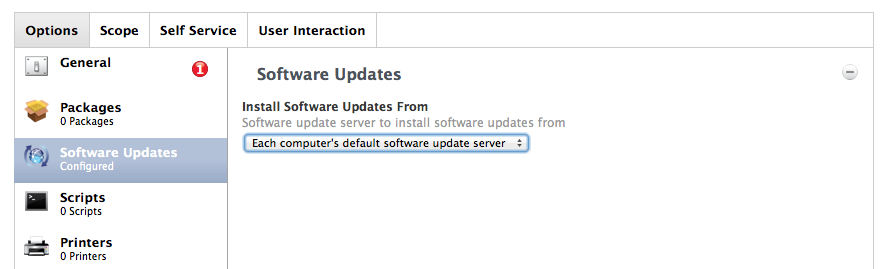 Options Scope Self Service User Interaction
General
1
Packages
0 Packages
Software Updates
Configured
Scripts
0 Scripts
Printers
0 Printers
Software Updates
Install Software Updates From
Software update server to install software updates from
Each computer's default software update server